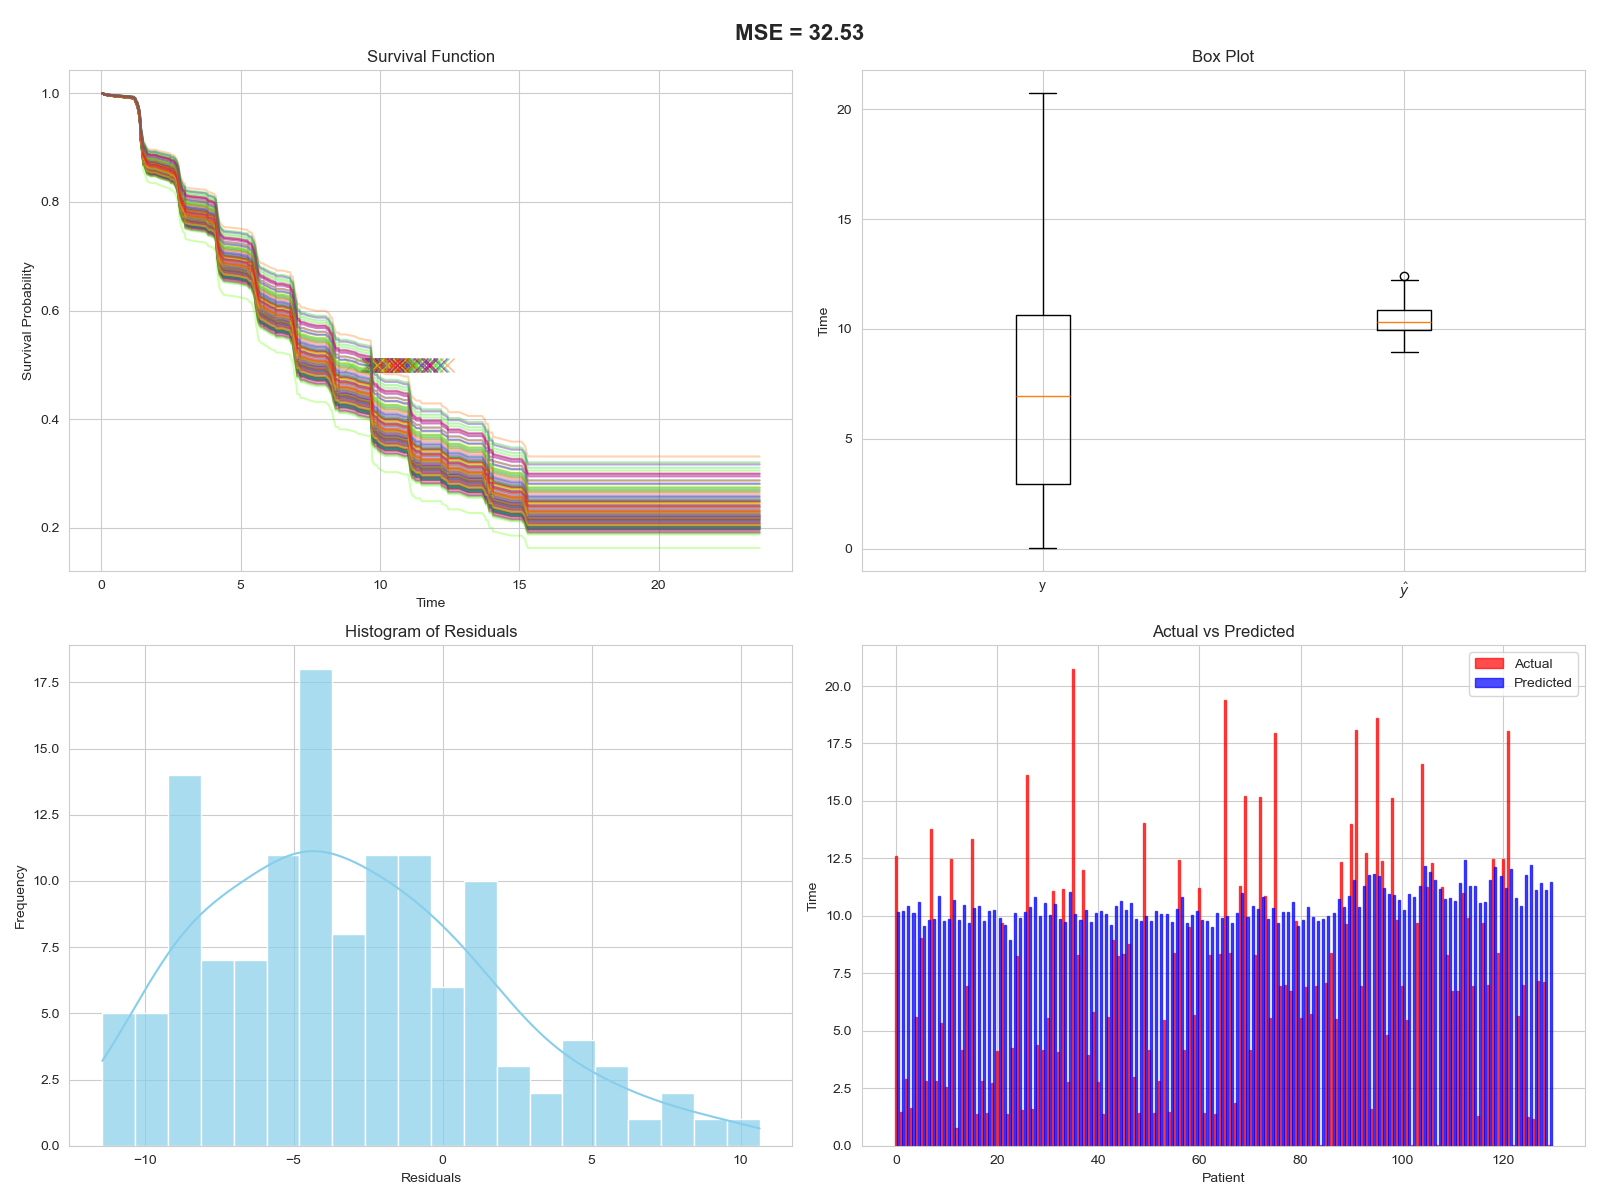 MSE = 32.53
Survival Function
Survival Probability
1.0
0.8
0.6
0.4
0.2
0 5 10 15 20
Time
Box Plot
Time
20
15
10
5
0
y ŷ
Histogram of Residuals
Frequency
17.5
15.0
12.5
10.0
7.5
5.0
2.5
0.0
−10 −5 0 5 10
Residuals
Actual vs Predicted
Actual
Predicted
Time
20.0
17.5
15.0
12.5
10.0
7.5
5.0
2.5
0.0
0 20 40 60 80 100 120
Patient